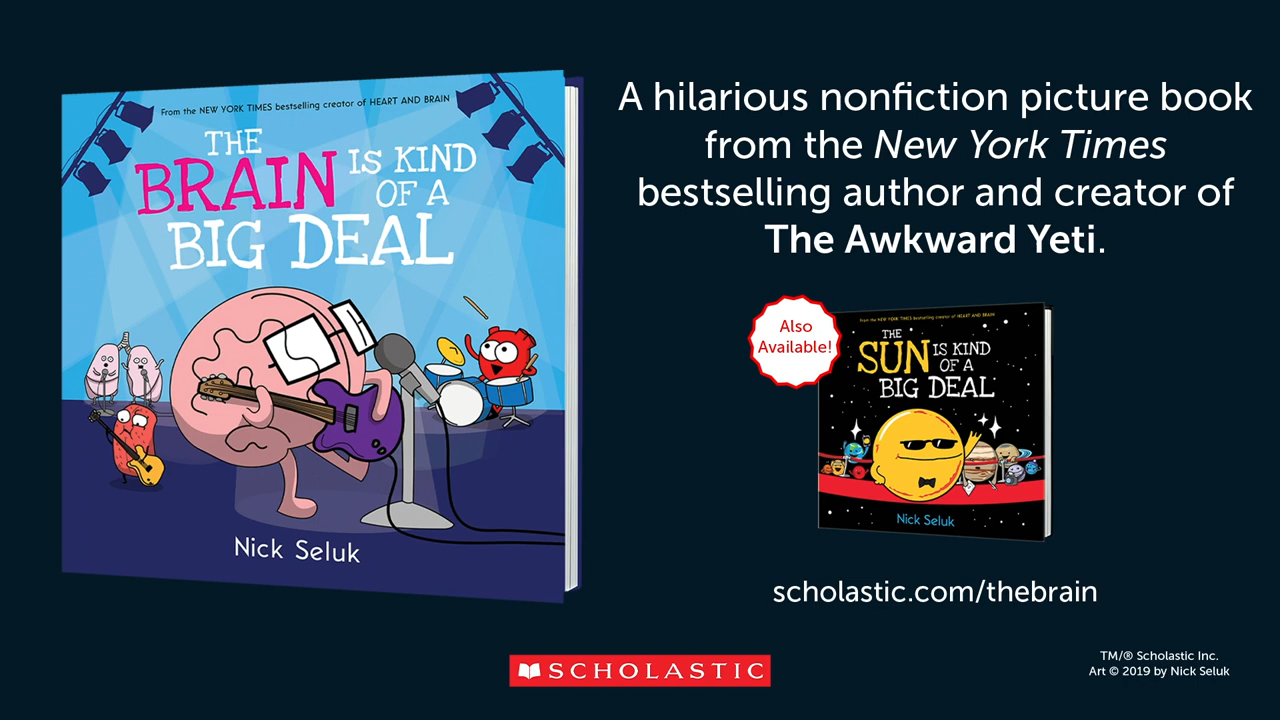 From the NEW YORK TIMES bestselling creator of HEART AND BRAIN
THE
BRAIN IS KIND
OF A
BIG DEAL
Nick Seluk
A hilarious nonfiction picture book
from the New York Times
bestselling author and creator of
The Awkward Yeti.
Also
Available!
From the NEW YORK TIMES bestselling creator of HEART AND BRAIN
THE
SUN IS KIND
OF A
BIG DEAL
Nick Seluk
scholastic.com/thebrain
SCHOLASTIC
TM/® Scholastic Inc.
Art © 2019 by Nick Seluk